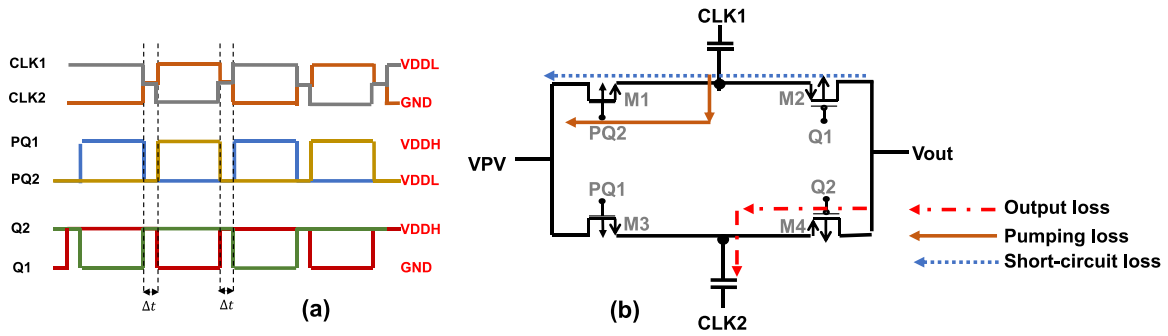 CLK1
VDDL
CLK2
GND
PQ1
VDDH
PQ2
VDDL
Q2
VDDH
Q1
GND
Δt
Δt
(a)
CLK1
M1
M2
PQ2
Q1
VPV
Vout
PQ1
Q2
M3
M4
CLK2
(b)
Output loss
Pumping loss
Short-circuit loss